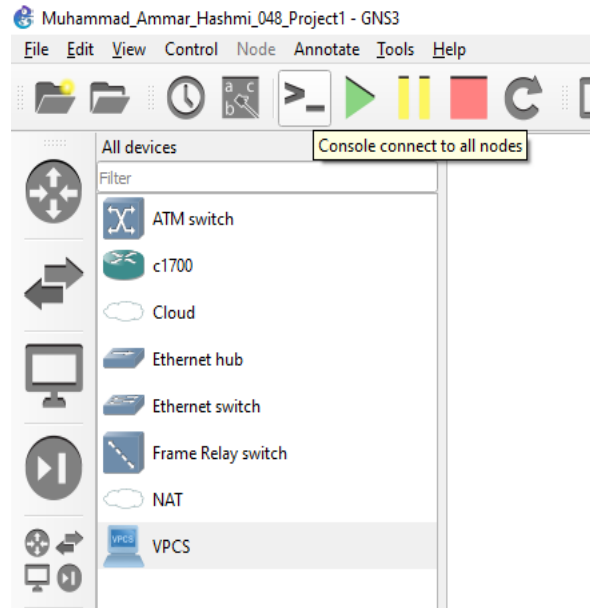 Muhammad_Ammar_Hashmi_048_Project1 - GNS3
File Edit View Control Node Annotate Tools Help
a c
b
>_
Console connect to all nodes
All devices
Filter
ATM switch
c1700
Cloud
Ethernet hub
Ethernet switch
Frame Relay switch
NAT
VPCS
VPCS